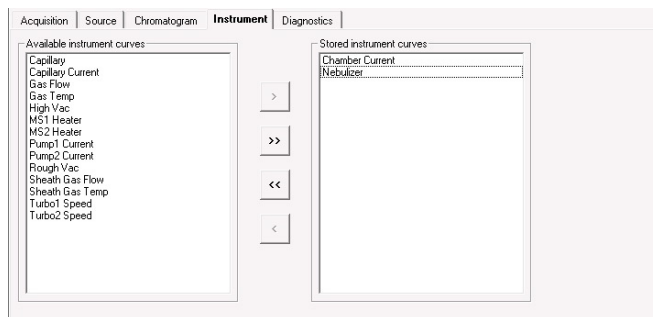 Acquisition Source Chromatogram Instrument Diagnostics
Available instrument curves
Capillary
Capillary Current
Gas Flow
Gas Temp
High Vac
MS1 Heater
MS2 Heater
Pump1 Current
Pump2 Current
Rough Vac
Sheath Gas Flow
Sheath Gas Temp
Turbo1 Speed
Turbo2 Speed
>
>>
<<
<
Stored instrument curves
Chamber Current
Nebulizer